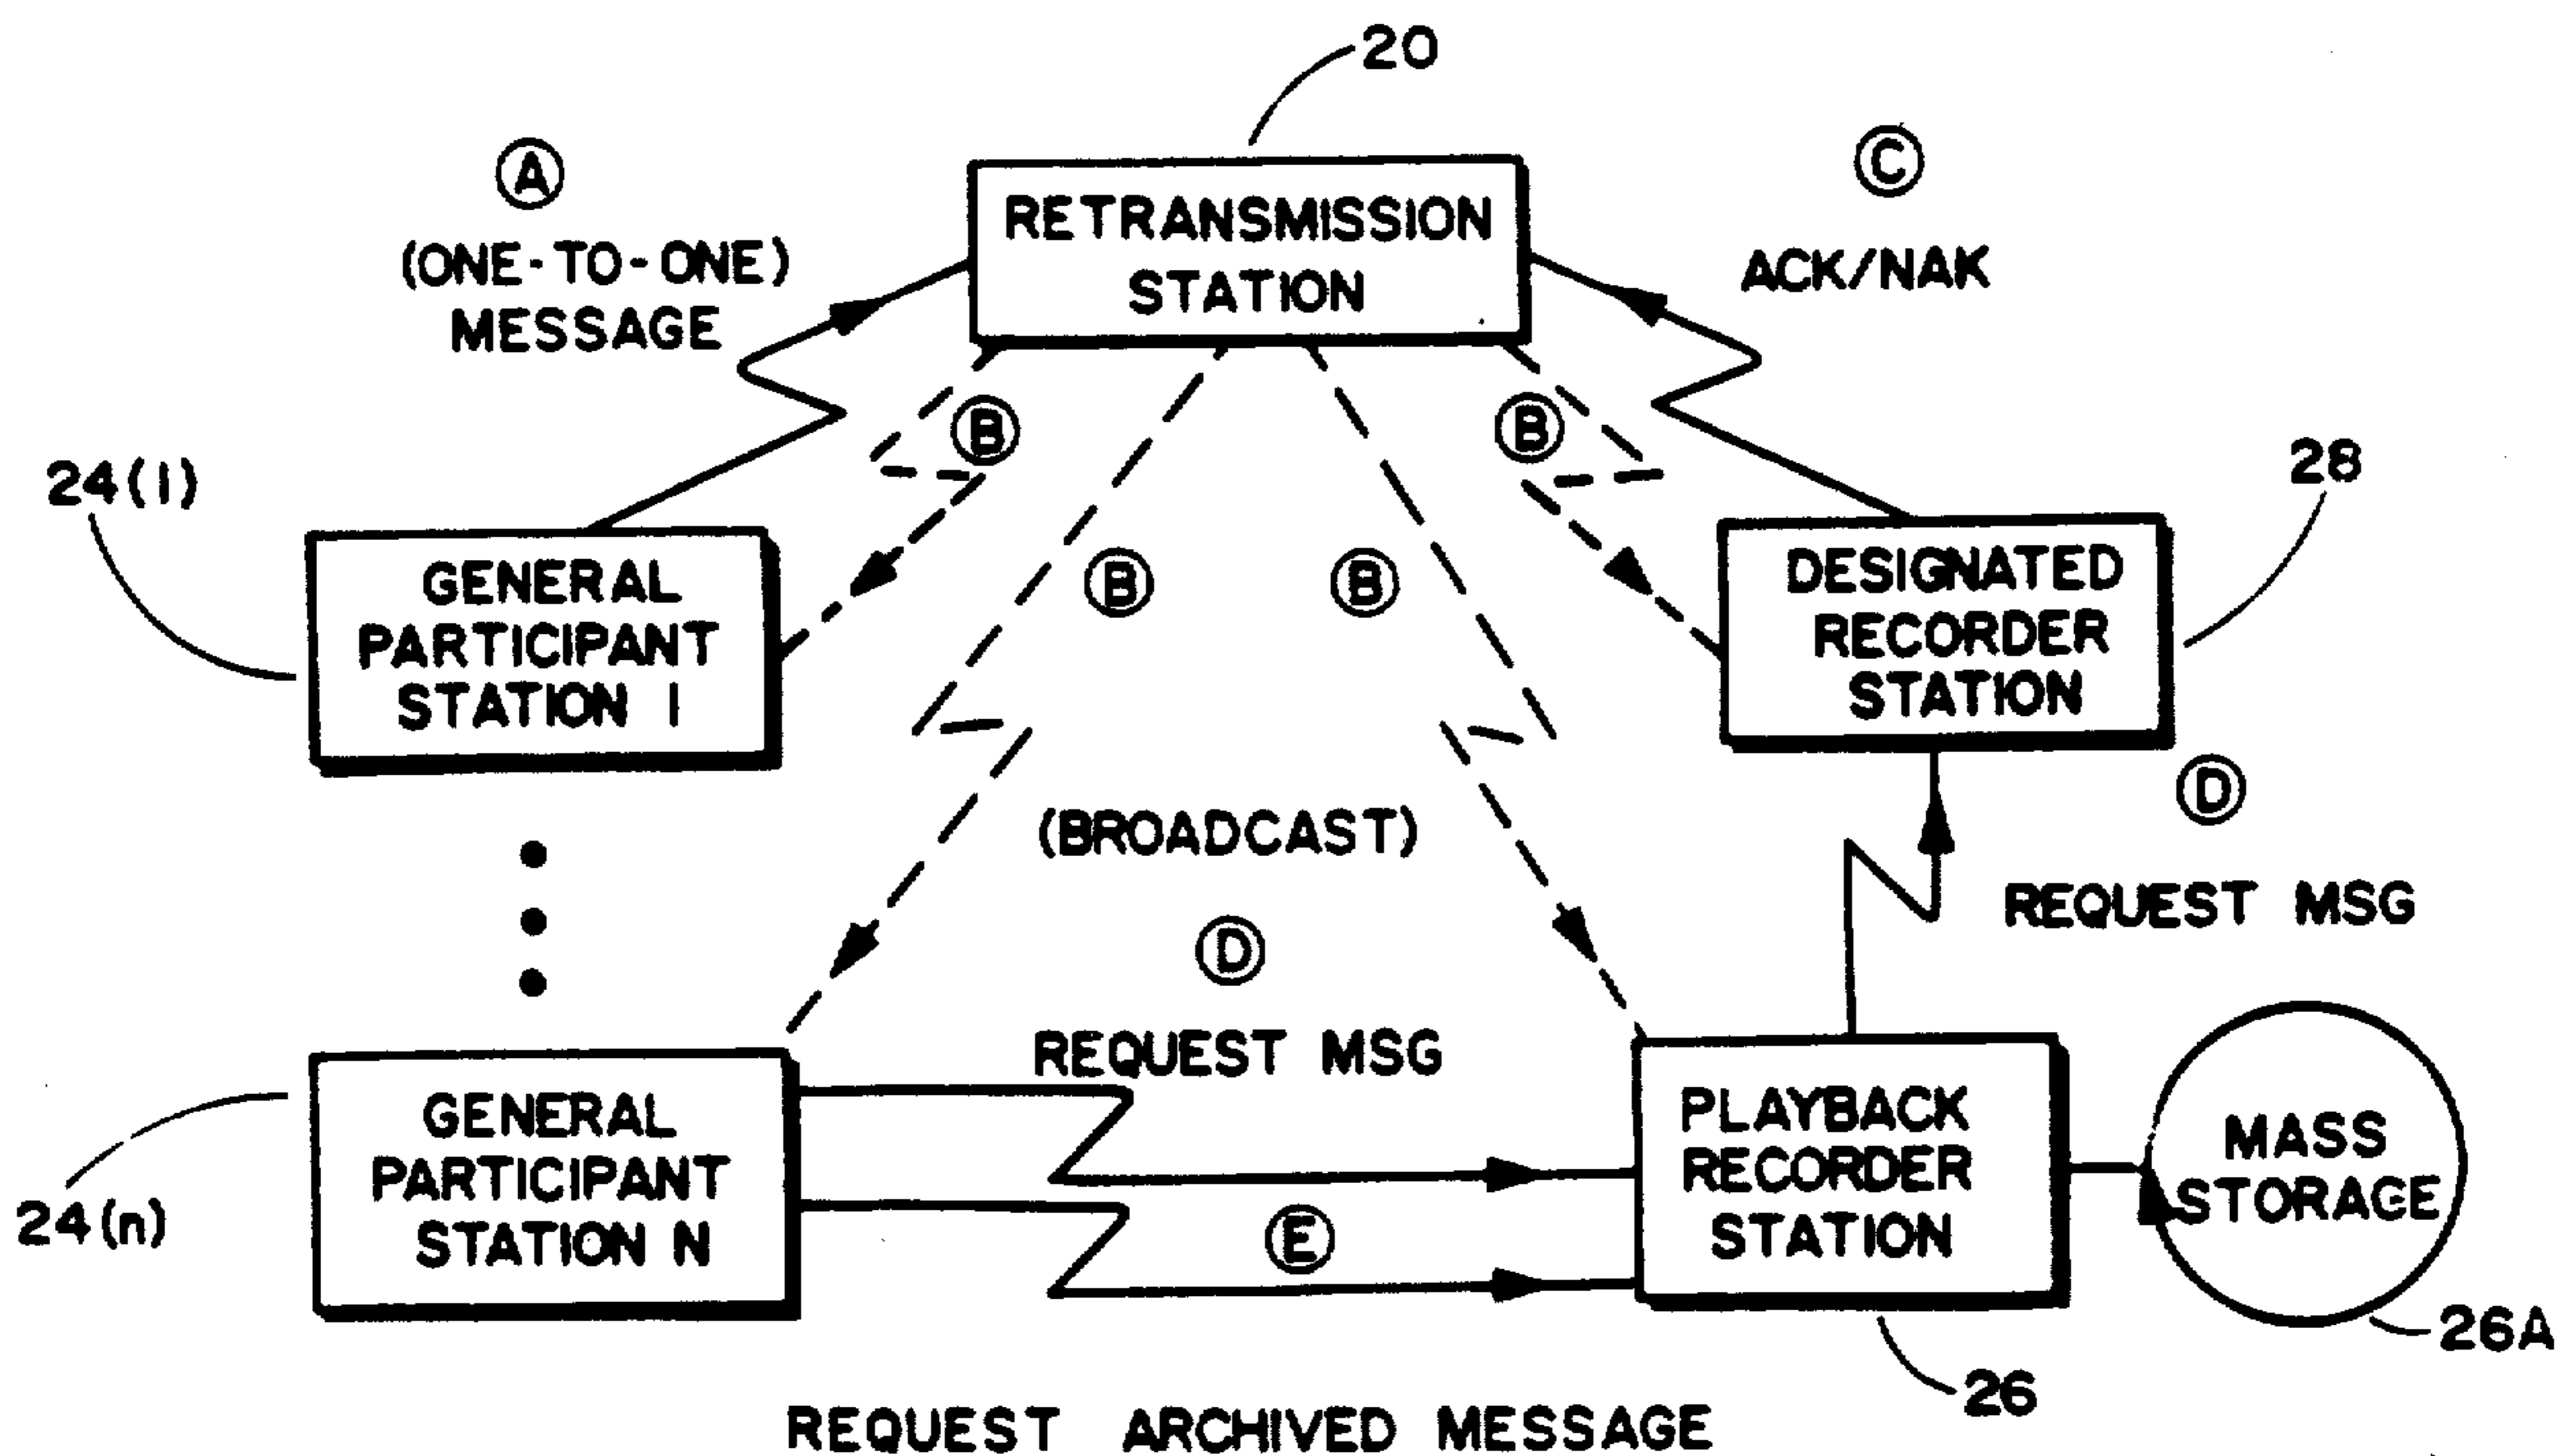 20
Ⓐ
(ONE-TO-ONE)
MESSAGE
RETRANSMISSION
STATION
Ⓒ
ACK/NAK
Ⓑ
Ⓑ
24(1)
28
GENERAL
PARTICIPANT
STATION 1
Ⓑ
Ⓑ
DESIGNATED
RECORDER
STATION
(BROADCAST)
Ⓓ
REQUEST MSG
Ⓓ
REQUEST MSG
24(n)
GENERAL
PARTICIPANT
STATION N
Ⓔ
PLAYBACK
RECORDER
STATION
MASS
STORAGE
26A
26
REQUEST ARCHIVED MESSAGE